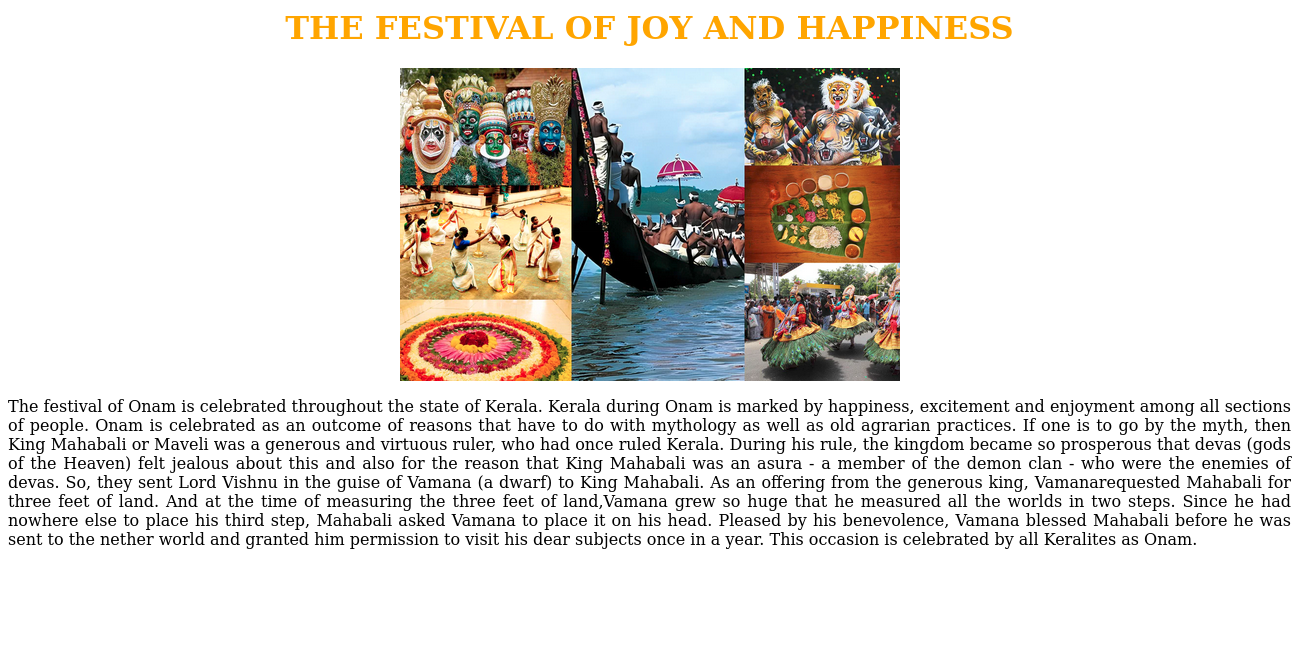 THE FESTIVAL OF JOY AND HAPPINESS
The festival of Onam is celebrated throughout the state of Kerala. Kerala during Onam is marked by happiness, excitement and enjoyment among all sections
of people. Onam is celebrated as an outcome of reasons that have to do with mythology as well as old agrarian practices. If one is to go by the myth, then
King Mahabali or Maveli was a generous and virtuous ruler, who had once ruled Kerala. During his rule, the kingdom became so prosperous that devas (gods
of the Heaven) felt jealous about this and also for the reason that King Mahabali was an asura - a member of the demon clan - who were the enemies of
devas. So, they sent Lord Vishnu in the guise of Vamana (a dwarf) to King Mahabali. As an offering from the generous king, Vamanarequested Mahabali for
three feet of land. And at the time of measuring the three feet of land,Vamana grew so huge that he measured all the worlds in two steps. Since he had
nowhere else to place his third step, Mahabali asked Vamana to place it on his head. Pleased by his benevolence, Vamana blessed Mahabali before he was
sent to the nether world and granted him permission to visit his dear subjects once in a year. This occasion is celebrated by all Keralites as Onam.